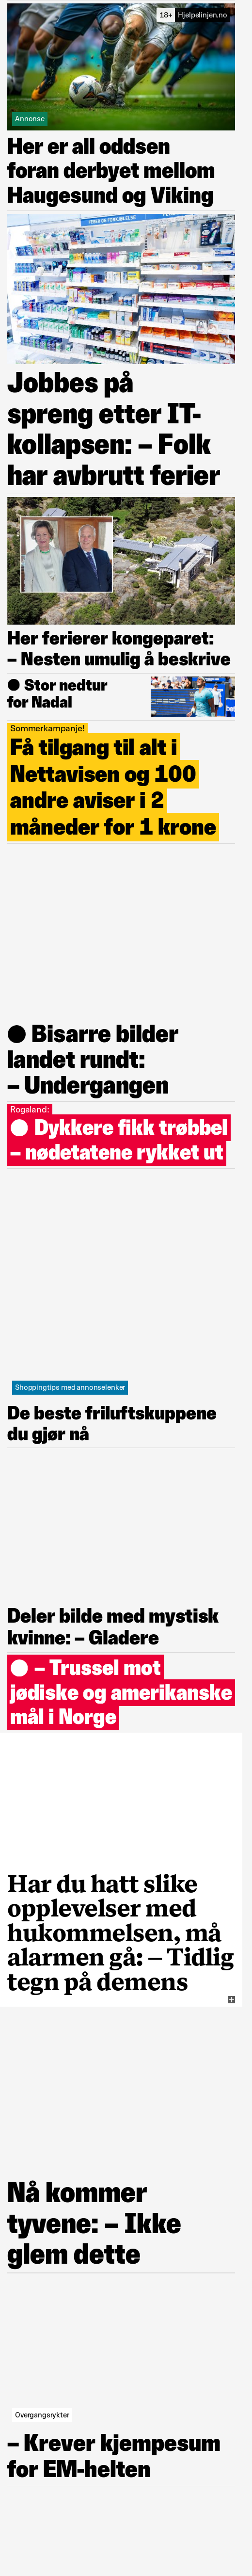 18+ Hjelpelinjen.no
Annonse
Her er all oddsen
foran derbyet mellom
Haugesund og Viking
Jobbes på
spreng etter IT-
kollapsen: – Folk
har avbrutt ferier
Her ferierer kongeparet:
– Nesten umulig å beskrive
Stor nedtur
for Nadal
Sommerkampanje!
Få tilgang til alt i
Nettavisen og 100
andre aviser i 2
måneder for 1 krone
Bisarre bilder
landet rundt:
– Undergangen
Rogaland:
Dykkere fikk trøbbel
– nødetatene rykket ut
Shoppingtips med annonselenker
De beste friluftskuppene
du gjør nå
Deler bilde med mystisk
kvinne: – Gladere
– Trussel mot
jødiske og amerikanske
mål i Norge
Har du hatt slike
opplevelser med
hukommelsen, må
alarmen gå: – Tidlig
tegn på demens
Nå kommer
tyvene: – Ikke
glem dette
Overgangsrykter
– Krever kjempesum
for EM-helten